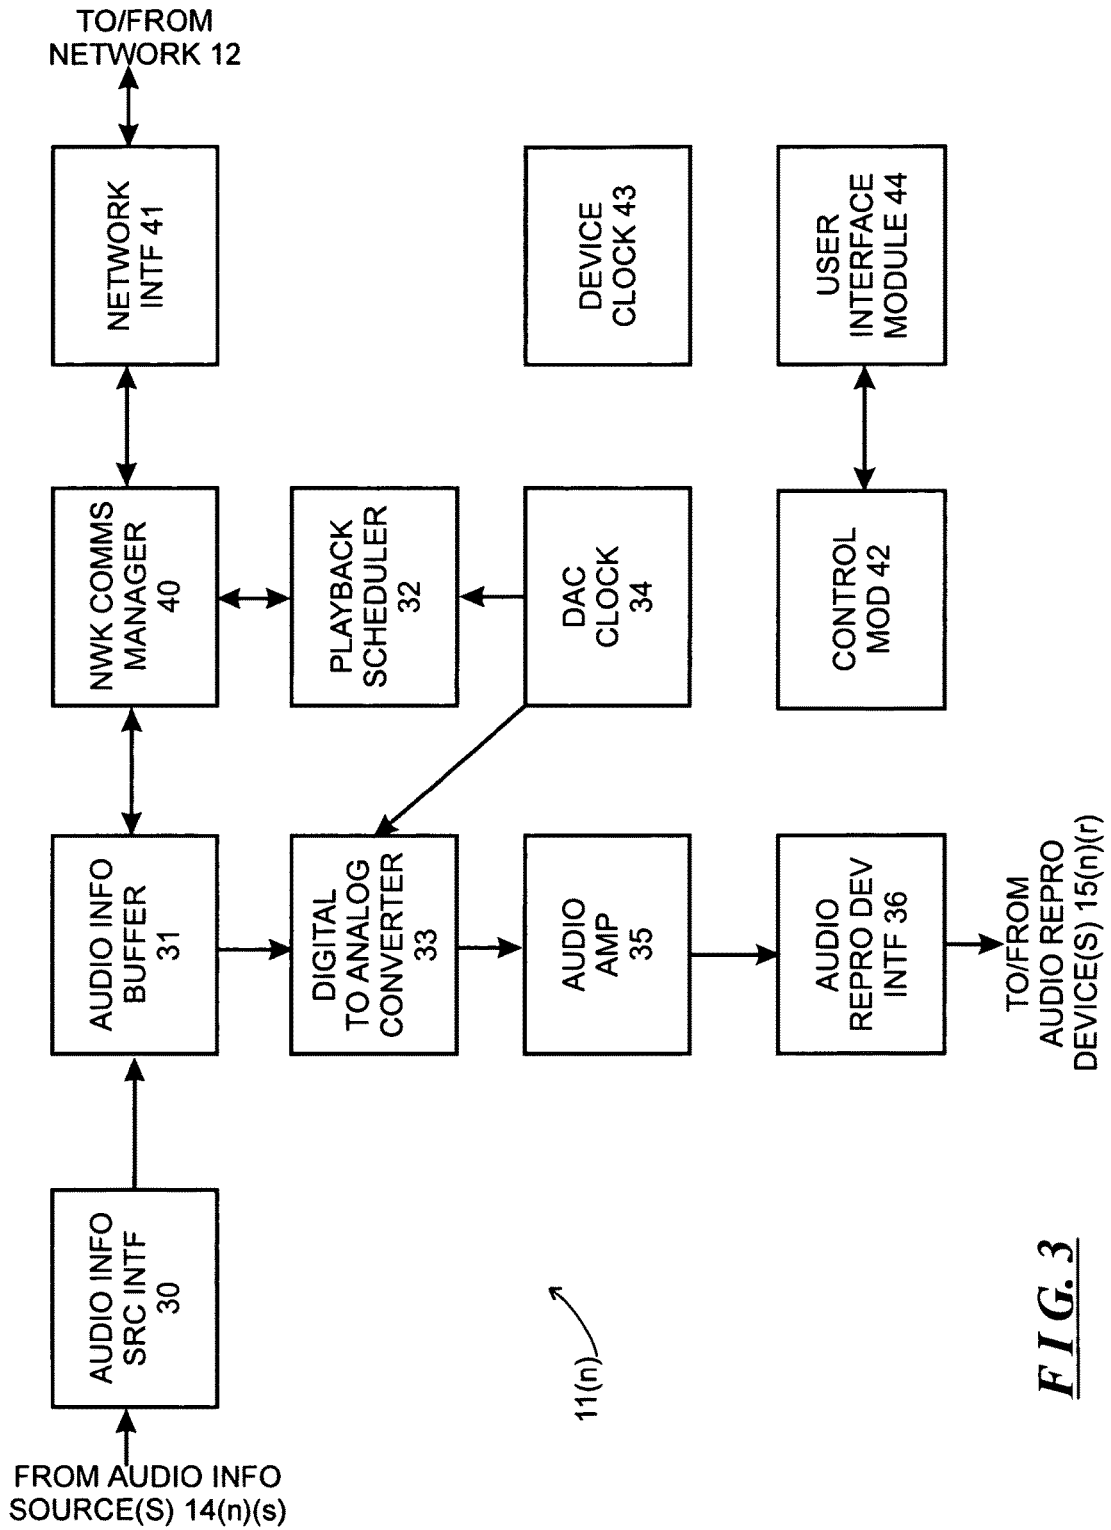 TO/FROM
NETWORK 12
NETWORK
INTF 41
DEVICE
CLOCK 43
USER
INTERFACE
MODULE 44
NWK COMMS
MANAGER
40
PLAYBACK
SCHEDULER
32
DAC
CLOCK
34
CONTROL
MOD 42
AUDIO INFO
BUFFER
31
DIGITAL
TO ANALOG
CONVERTER
33
AUDIO
AMP
35
AUDIO
REPRO DEV
INTF 36
TO/FROM
AUDIO REPRO
DEVICE(S) 15(n)(r)
AUDIO INFO
SRC INTF
30
11(n)
FIG. 3
FROM AUDIO INFO
SOURCE(S) 14(n)(s)